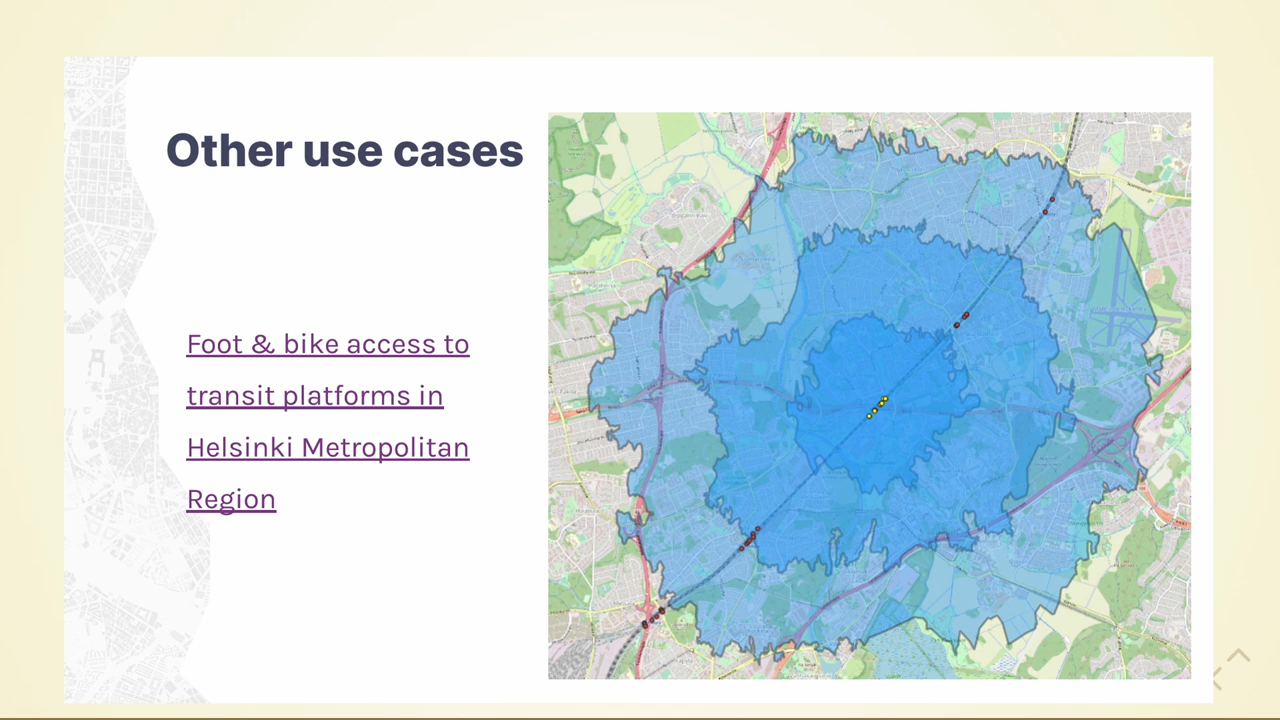 Other use cases
Foot & bike access to
transit platforms in
Helsinki Metropolitan
Region